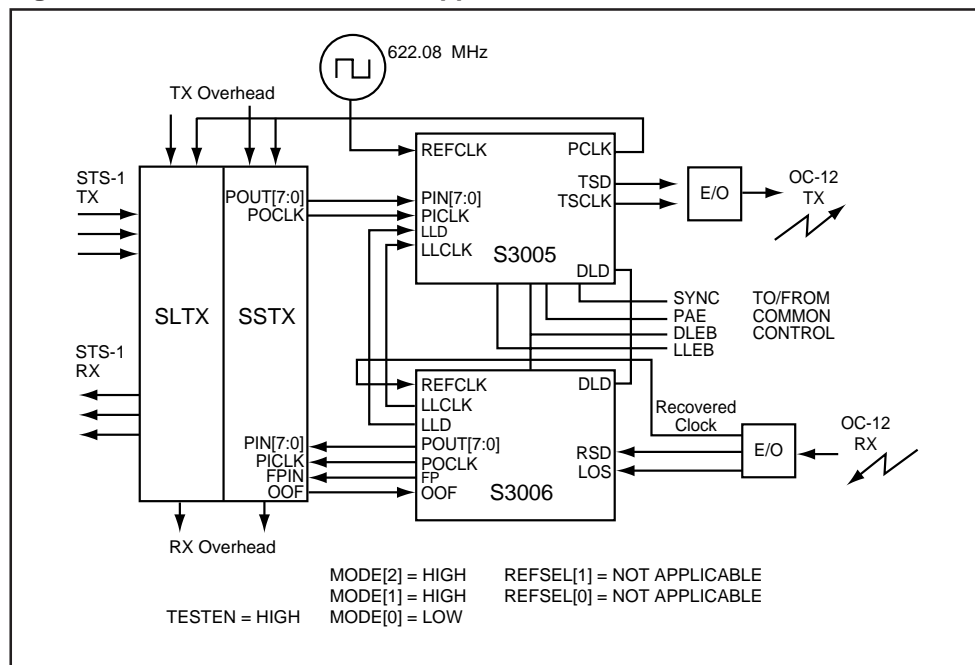 622.08 MHz
TX Overhead
REFCLK
PCLK
STS-1
TX
POUT[7:0]
POCLK
PIN[7:0]
PICLK
LLD
LLCLK
TSD
TSCLK
E/O
OC-12
TX
S3005
DLD
SLTX
SSTX
SYNC
PAE
DLEB
LLEB
TO/FROM
COMMON
CONTROL
STS-1
RX
REFCLK
LLCLK
LLD
POUT[7:0]
POCLK
FP
OOF
DLD
Recovered
Clock
OC-12
RX
PIN[7:0]
PICLK
FPIN
OOF
RSD
LOS
E/O
S3006
RX Overhead
MODE[2] = HIGH REFSEL[1] = NOT APPLICABLE
MODE[1] = HIGH REFSEL[0] = NOT APPLICABLE
TESTEN = HIGH MODE[0] = LOW